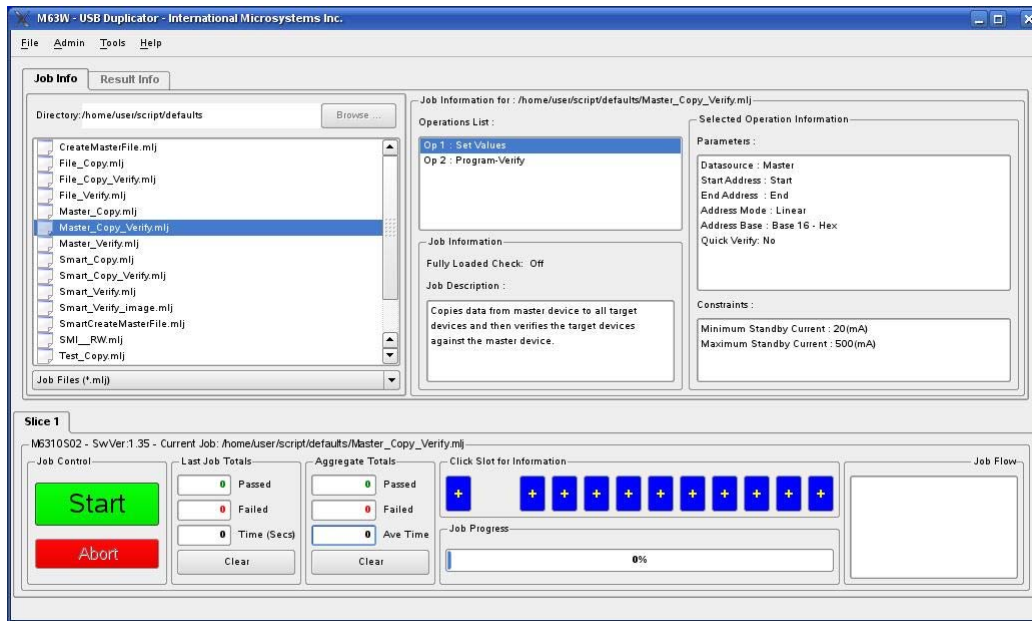 M63W - USB Duplicator - International Microsystems Inc.
File Admin Tools Help
Job Info Result Info
Directory:/home/user/script/defaults Browse ...
CreateMasterFile.mlj
File_Copy.mlj
File_Copy_Verify.mlj
File_Verify.mlj
Master_Copy.mlj
Master_Copy_Verify.mlj
Master_Verify.mlj
Smart_Copy.mlj
Smart_Copy_Verify.mlj
Smart_Verify.mlj
Smart_Verify_image.mlj
SmartCreateMasterFile.mlj
SMI__RW.mlj
Test_Copy.mlj
Job Files (*.mlj)
Job Information for : /home/user/script/defaults/Master_Copy_Verify.mlj
Operations List :
Op 1 : Set Values
Op 2 : Program-Verify
Job Information
Fully Loaded Check: Off
Job Description :
Copies data from master device to all target
devices and then verifies the target devices
against the master device.
Selected Operation Information
Parameters :
Datasource : Master
Start Address : Start
End Address : End
Address Mode : Linear
Address Base : Base 16 - Hex
Quick Verify: No
Constraints :
Minimum Standby Current : 20(mA)
Maximum Standby Current : 500(mA)
Slice 1
M6310S02 - SwVer:1.35 - Current Job: /home/user/script/defaults/Master_Copy_Verify.mlj
Job Control
Start
Abort
Last Job Totals
0 Passed
0 Failed
0 Time (Secs)
Clear
Aggregate Totals
0 Passed
0 Failed
0 Ave Time
Clear
Click Slot for Information
+ + + + + + + + + + +
Job Progress
0%
Job Flow